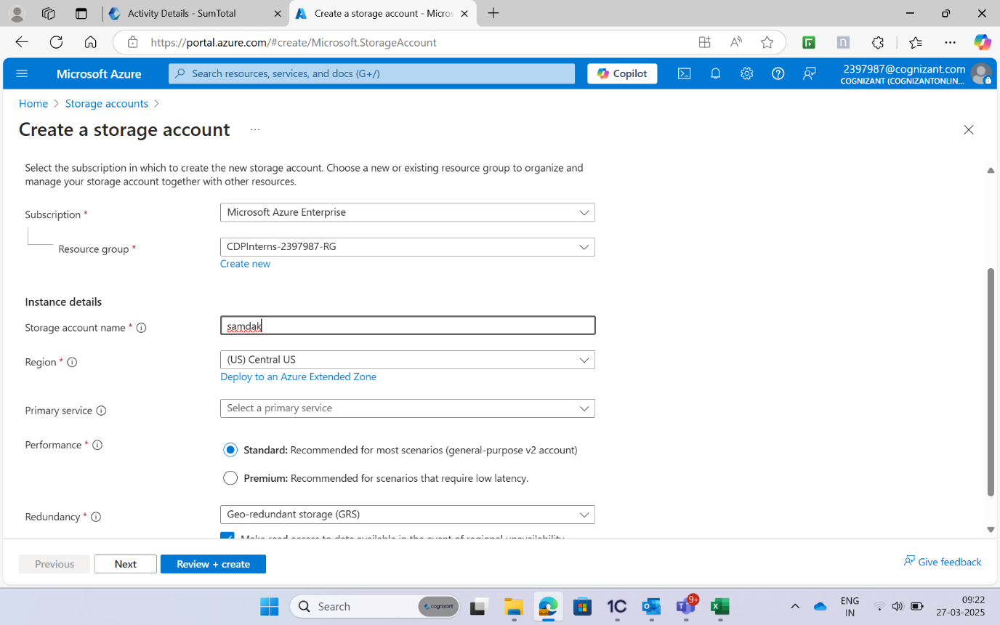 Activity Details - SumTotal
Create a storage account - Micros
https://portal.azure.com/#create/Microsoft.StorageAccount
Microsoft Azure
Search resources, services, and docs (G+/)
Copilot
2397987@cognizant.com
COGNIZANT (COGNIZANTONLIN...
Home > Storage accounts >
Create a storage account ...
Select the subscription in which to create the new storage account. Choose a new or existing resource group to organize and
manage your storage account together with other resources.
Subscription *
Microsoft Azure Enterprise
Resource group *
CDPInterns-2397987-RG
Create new
Instance details
Storage account name *
samdak
Region *
(US) Central US
Deploy to an Azure Extended Zone
Primary service
Select a primary service
Performance *
Standard: Recommended for most scenarios (general-purpose v2 account)
Premium: Recommended for scenarios that require low latency.
Redundancy *
Geo-redundant storage (GRS)
Make read access to data available in the event of regional unavailability.
Previous
Next
Review + create
Give feedback
Search
cognizant
1C
9+
ENG
IN
09:22
27-03-2025